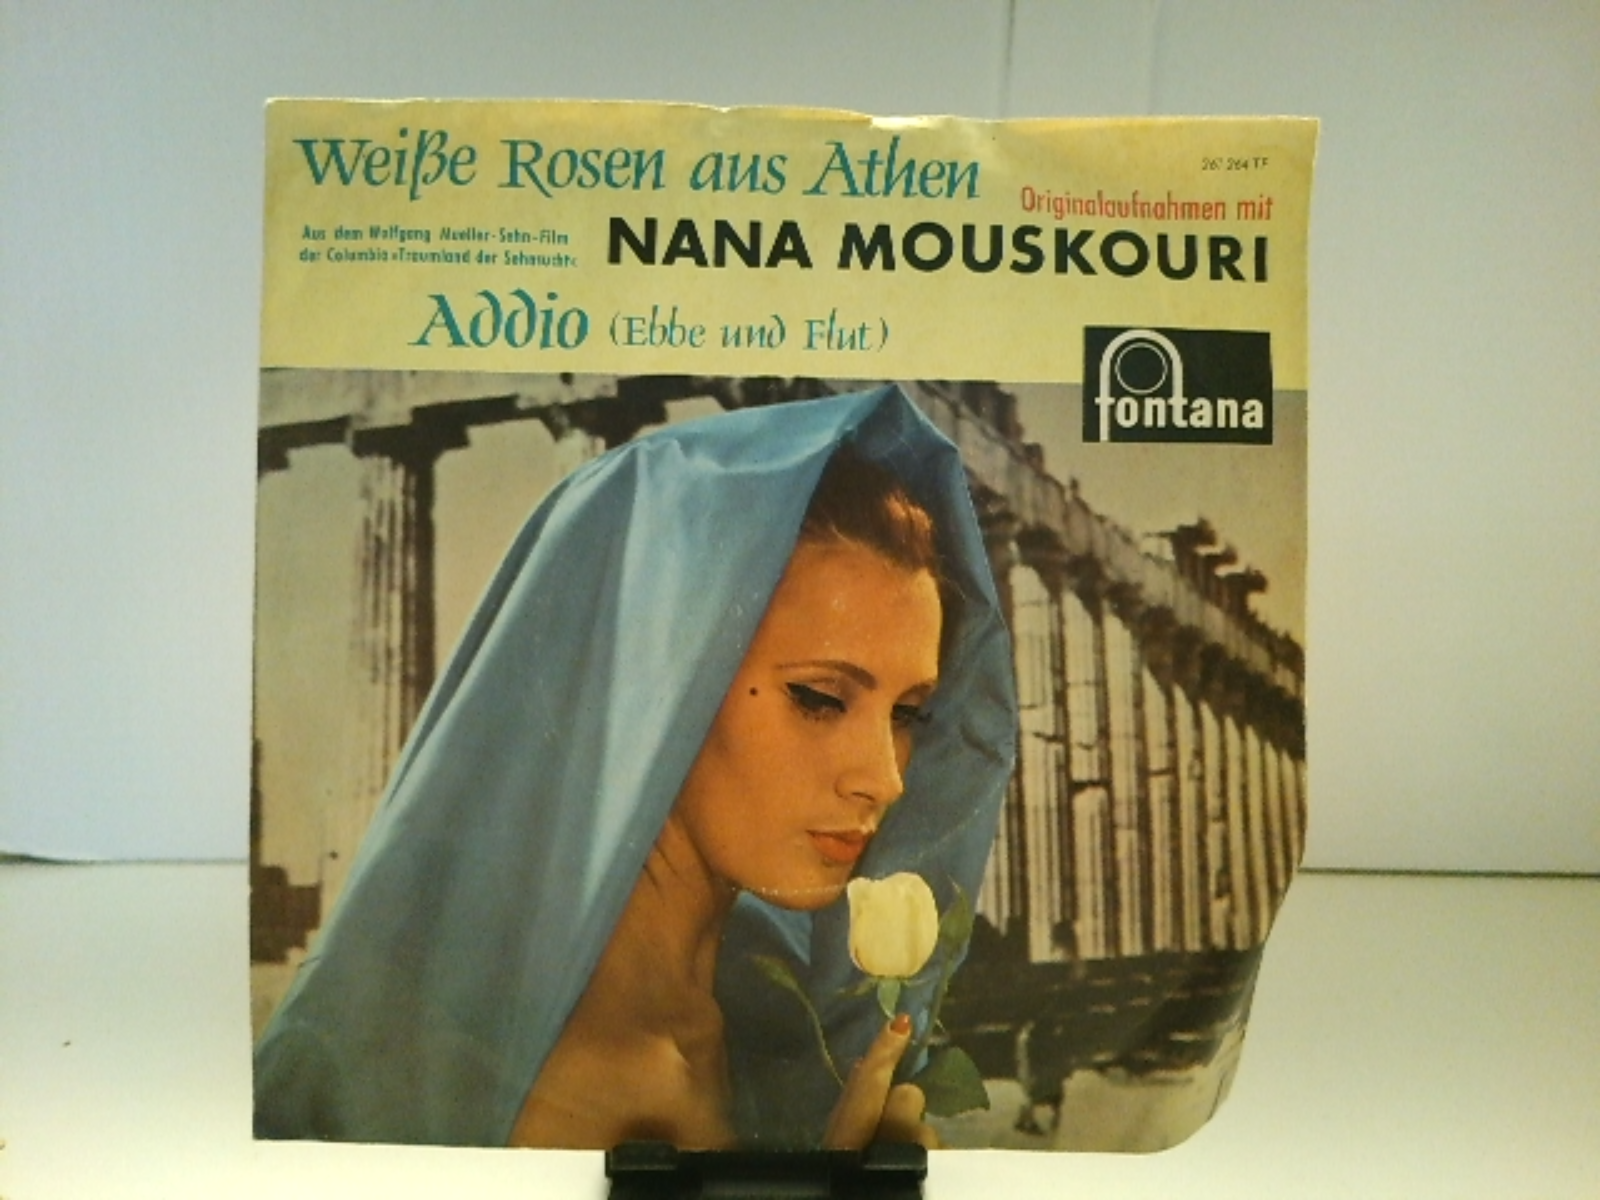 Weiße Rosen aus Athen
267 264 TF
Originalaufnahmen mit
Aus dem Wolfgang Mueller-Sehn-Film
der Columbia »Traumland der Sehnsucht«
NANA MOUSKOURI
Addio (Ebbe und Flut)
fontana